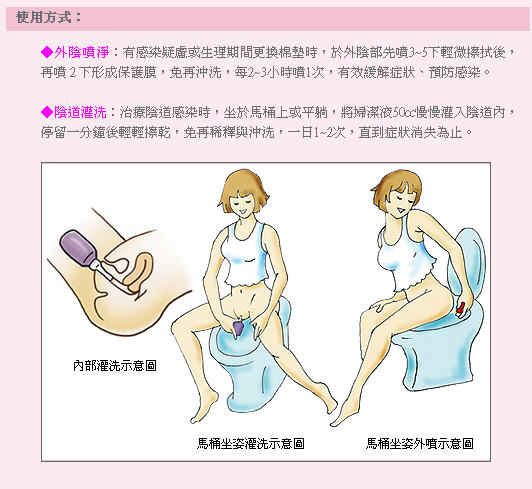 使用方式：
◆外陰噴淨：有感染疑慮或生理期間更換棉墊時，於外陰部先噴3~5下輕微擦拭後，
再噴２下形成保護膜，免再沖洗，每2~3小時噴1次，有效緩解症狀、預防感染。
◆陰道灌洗：治療陰道感染時，坐於馬桶上或平躺，將婦潔液50cc慢慢灌入陰道內，
停留一分鐘後輕輕擦乾，免再稀釋與沖洗，一日1~2次，直到症狀消失為止。
內部灌洗示意圖
馬桶坐姿灌洗示意圖
馬桶坐姿外噴示意圖